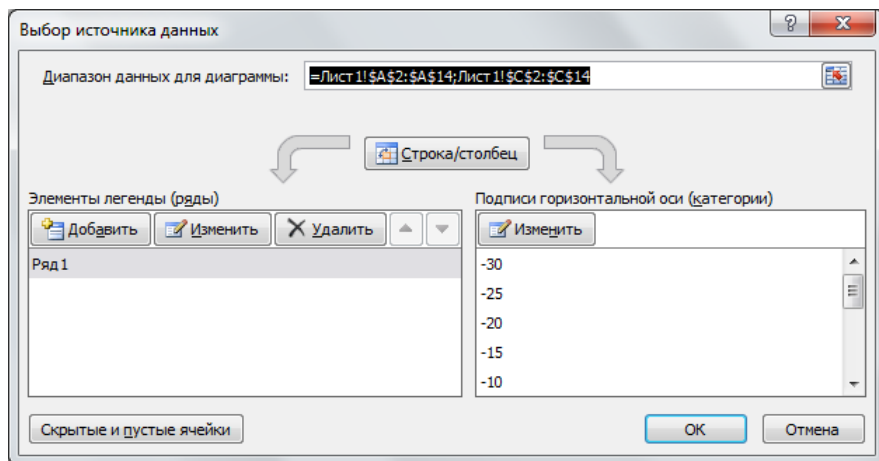 Выбор источника данных
Диапазон данных для диаграммы: =Лист1!$A$2:$A$14;Лист1!$C$2:$C$14
Строка/столбец
Элементы легенды (ряды)
Добавить Изменить Удалить
Ряд1
Подписи горизонтальной оси (категории)
Изменить
-30
-25
-20
-15
-10
Скрытые и пустые ячейки
ОК Отмена